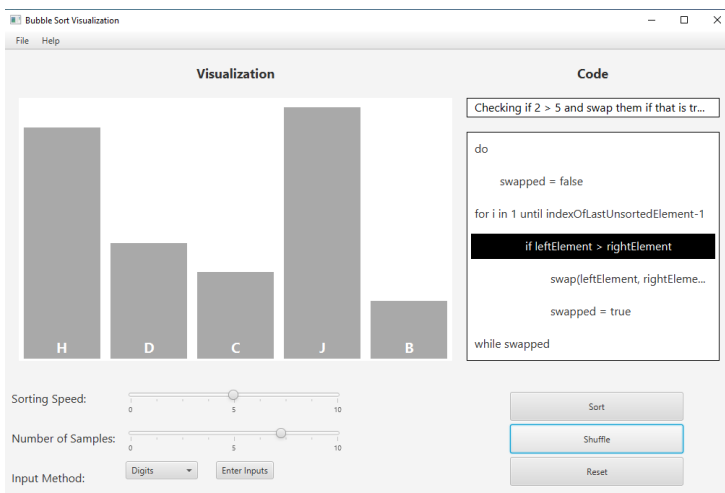 Bubble Sort Visualization
File Help
Visualization
Code
Checking if 2 > 5 and swap them if that is tr...
do
swapped = false
for i in 1 until indexOfLastUnsortedElement-1
if leftElement > rightElement
swap(leftElement, rightEleme...
swapped = true
while swapped
H D C J B
Sorting Speed:
0 5 10
Number of Samples:
0 5 10
Input Method:
Digits
Enter Inputs
Sort
Shuffle
Reset